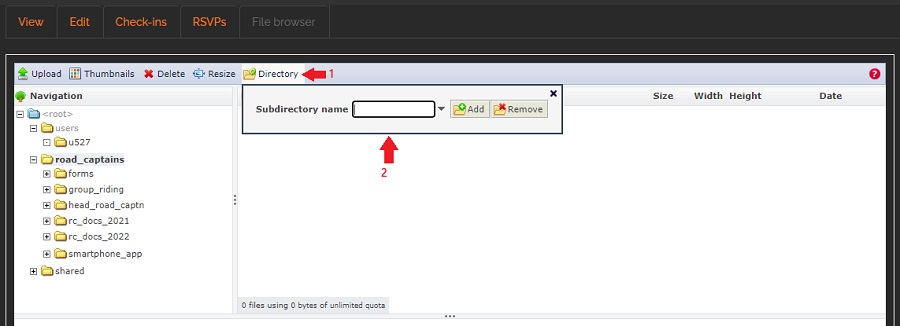 View Edit Check-ins RSVPs File browser
Upload Thumbnails Delete Resize Directory 1 ?
Navigation Size Width Height Date
<root>
users
u527
road_captains
forms
group_riding
head_road_captn
rc_docs_2021
rc_docs_2022
smartphone_app
shared
Subdirectory name Add Remove
2
0 files using 0 bytes of unlimited quota